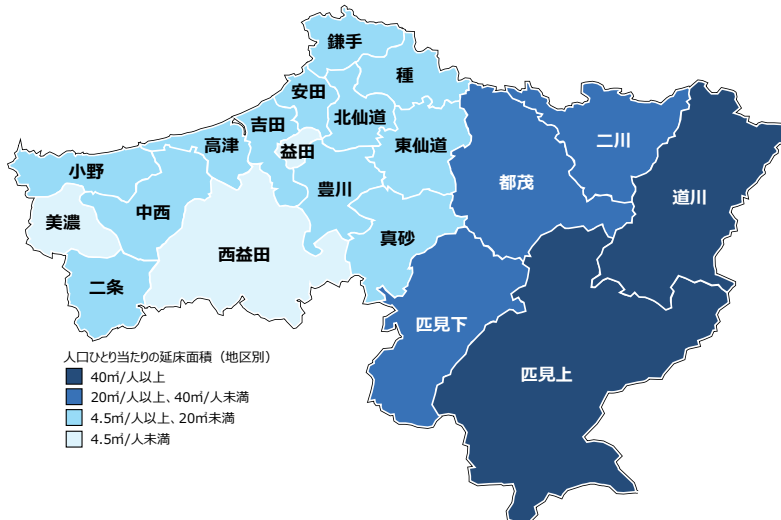 鎌手
種
安田
北仙道
吉田
二川
高津
益田
東仙道
小野
豊川
都茂
道川
美濃
中西
真砂
西益田
二条
匹見下
匹見上
人口ひとり当たりの延床面積（地区別）
40㎡/人以上
20㎡/人以上、40㎡/人未満
4.5㎡/人以上、20㎡未満
4.5㎡/人未満